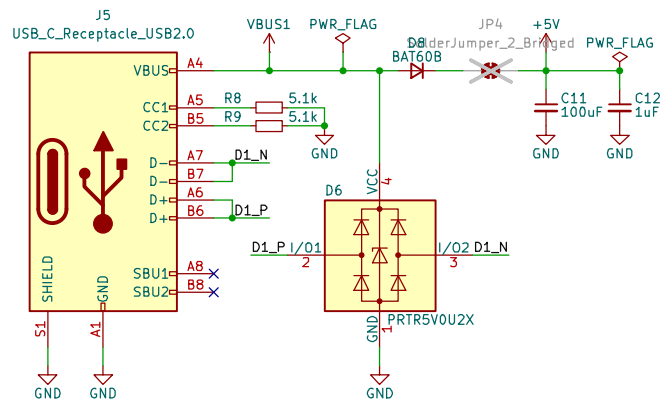 J5
USB_C_Receptacle_USB2.0
VBUS1
PWR_FLAG
D8
BAT60B
JP4
SolderJumper_2_Bridged
+5V
PWR_FLAG
VBUS
A4
CC1
A5
R8
5.1k
CC2
B5
R9
5.1k
GND
C11
100uF
GND
C12
1uF
GND
D-
A7
D1_N
D-
B7
D+
A6
D+
B6
D1_P
SBU1
A8
SBU2
B8
SHIELD
S1
GND
GND
A1
GND
D6
VCC
4
D1_P
I/O1
2
I/O2
3
D1_N
PRTR5V0U2X
GND
1
GND